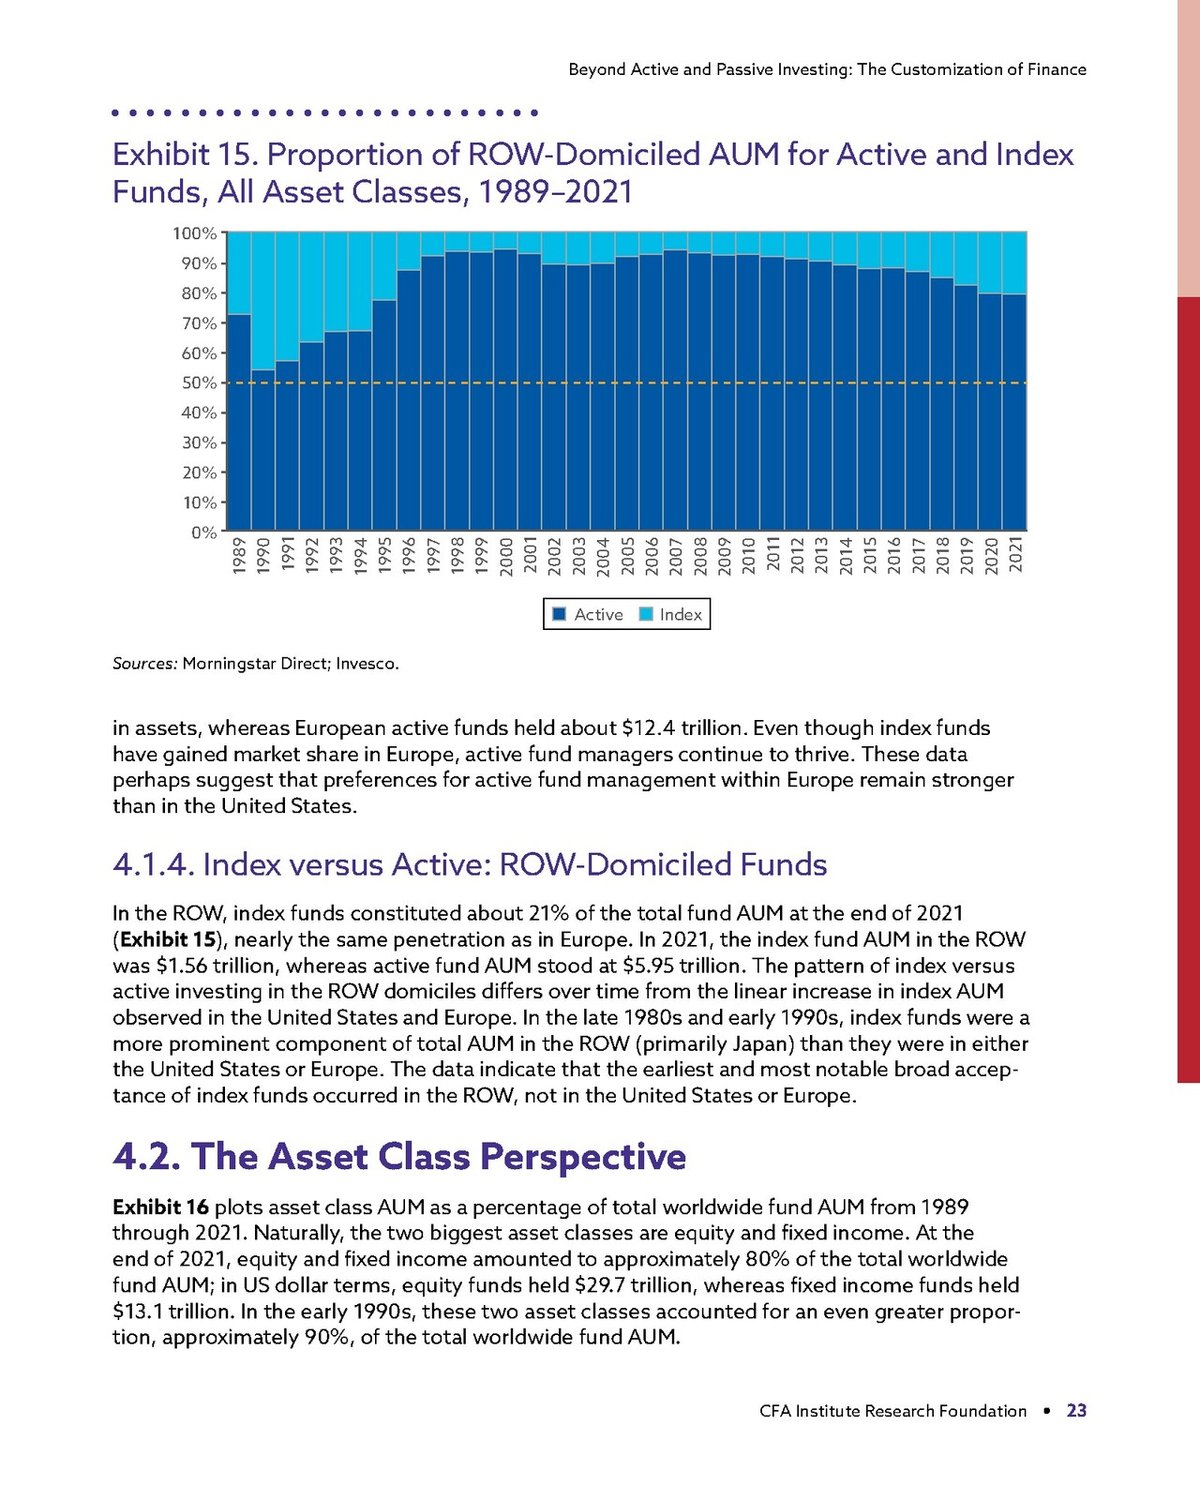 Beyond Active and Passive Investing: The Customization of Finance
Exhibit 15. Proportion of ROW-Domiciled AUM for Active and Index
Funds, All Asset Classes, 1989–2021
100%
90%
80%
70%
60%
50%
40%
30%
20%
10%
0%
1989 1990 1991 1992 1993 1994 1995 1996 1997 1998 1999 2000 2001 2002 2003 2004 2005 2006 2007 2008 2009 2010 2011 2012 2013 2014 2015 2016 2017 2018 2019 2020 2021
Active Index
Sources: Morningstar Direct; Invesco.
in assets, whereas European active funds held about $12.4 trillion. Even though index funds
have gained market share in Europe, active fund managers continue to thrive. These data
perhaps suggest that preferences for active fund management within Europe remain stronger
than in the United States.
4.1.4. Index versus Active: ROW-Domiciled Funds
In the ROW, index funds constituted about 21% of the total fund AUM at the end of 2021
(Exhibit 15), nearly the same penetration as in Europe. In 2021, the index fund AUM in the ROW
was $1.56 trillion, whereas active fund AUM stood at $5.95 trillion. The pattern of index versus
active investing in the ROW domiciles differs over time from the linear increase in index AUM
observed in the United States and Europe. In the late 1980s and early 1990s, index funds were a
more prominent component of total AUM in the ROW (primarily Japan) than they were in either
the United States or Europe. The data indicate that the earliest and most notable broad accep-
tance of index funds occurred in the ROW, not in the United States or Europe.
4.2. The Asset Class Perspective
Exhibit 16 plots asset class AUM as a percentage of total worldwide fund AUM from 1989
through 2021. Naturally, the two biggest asset classes are equity and fixed income. At the
end of 2021, equity and fixed income amounted to approximately 80% of the total worldwide
fund AUM; in US dollar terms, equity funds held $29.7 trillion, whereas fixed income funds held
$13.1 trillion. In the early 1990s, these two asset classes accounted for an even greater propor-
tion, approximately 90%, of the total worldwide fund AUM.
CFA Institute Research Foundation • 23